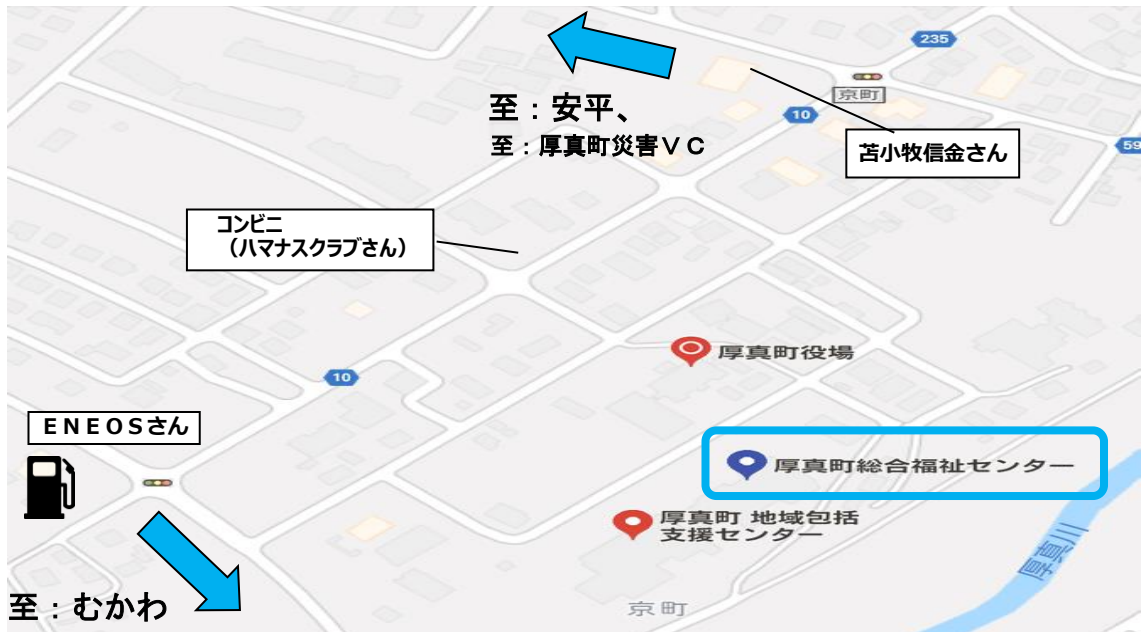 235
京町
至：安平、
10
至：厚真町災害ＶＣ
苫小牧信金さん
59
コンビニ
（ハマナスクラブさん）
厚真町役場
10
ＥＮＥＯＳさん
厚真町総合福祉センター
厚真町 地域包括
支援センター
厚真川
至：むかわ
京町